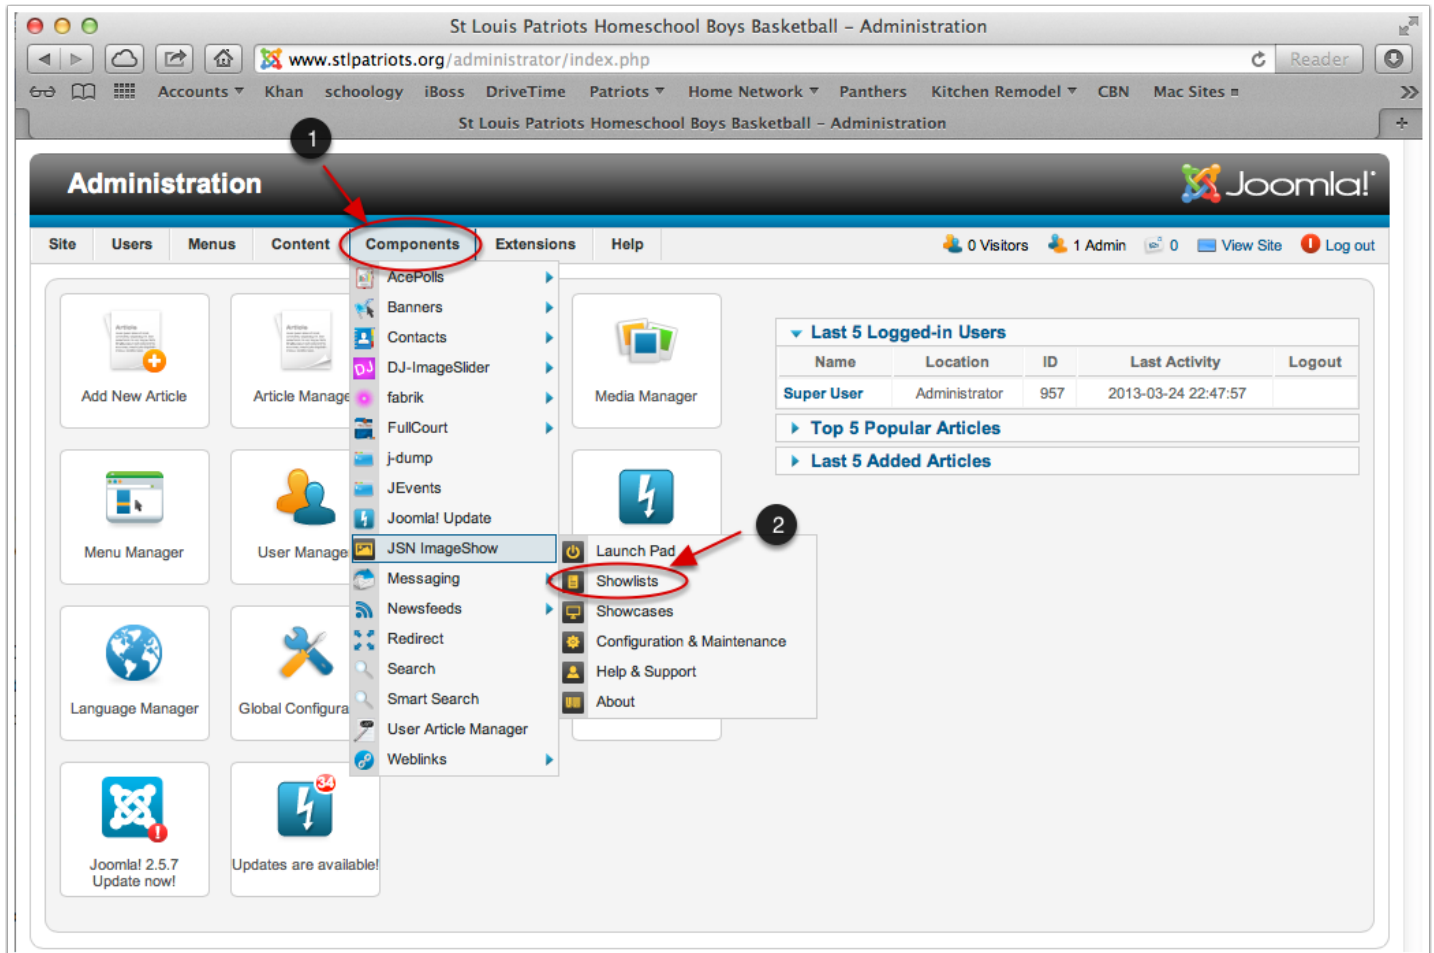 St Louis Patriots Homeschool Boys Basketball – Administration
www.stlpatriots.org/administrator/index.php
Reader
Accounts ▾ Khan schoology iBoss DriveTime Patriots ▾ Home Network ▾ Panthers Kitchen Remodel ▾ CBN Mac Sites
St Louis Patriots Homeschool Boys Basketball – Administration
1
Administration
Joomla!
Site Users Menus Content Components Extensions Help
0 Visitors 1 Admin 0 View Site Log out
AcePolls
Banners
Contacts
DJ DJ-ImageSlider
fabrik
FullCourt
j-dump
JEvents
Joomla! Update
JSN ImageShow
Messaging
Newsfeeds
Redirect
Search
Smart Search
User Article Manager
Weblinks
2
Launch Pad
Showlists
Showcases
Configuration & Maintenance
Help & Support
About
Article
Add New Article
Article
Article Manage
Media Manager
Menu Manager
User Manage
Language Manager
Global Configura
Joomla! 2.5.7
Update now!
34
Updates are available!
Last 5 Logged-in Users
Name Location ID Last Activity Logout
Super User Administrator 957 2013-03-24 22:47:57
Top 5 Popular Articles
Last 5 Added Articles